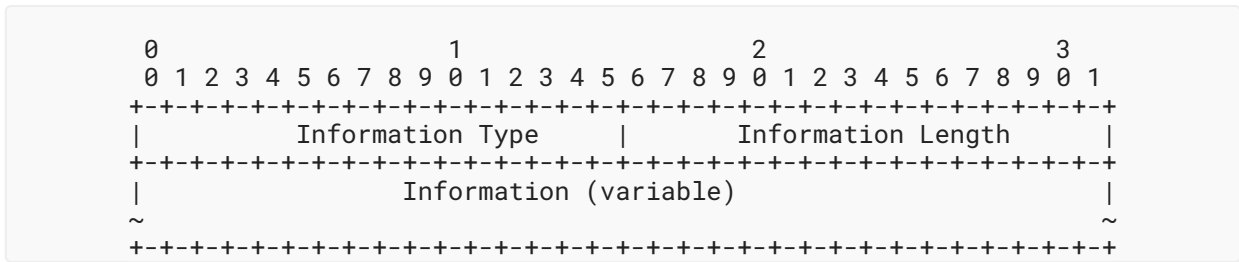 0                   1                   2                   3
 0 1 2 3 4 5 6 7 8 9 0 1 2 3 4 5 6 7 8 9 0 1 2 3 4 5 6 7 8 9 0 1
+-+-+-+-+-+-+-+-+-+-+-+-+-+-+-+-+-+-+-+-+-+-+-+-+-+-+-+-+-+-+-+-+
|          Information Type     |       Information Length      |
+-+-+-+-+-+-+-+-+-+-+-+-+-+-+-+-+-+-+-+-+-+-+-+-+-+-+-+-+-+-+-+-+
|                 Information (variable)                        |
~                                                               ~
+-+-+-+-+-+-+-+-+-+-+-+-+-+-+-+-+-+-+-+-+-+-+-+-+-+-+-+-+-+-+-+-+